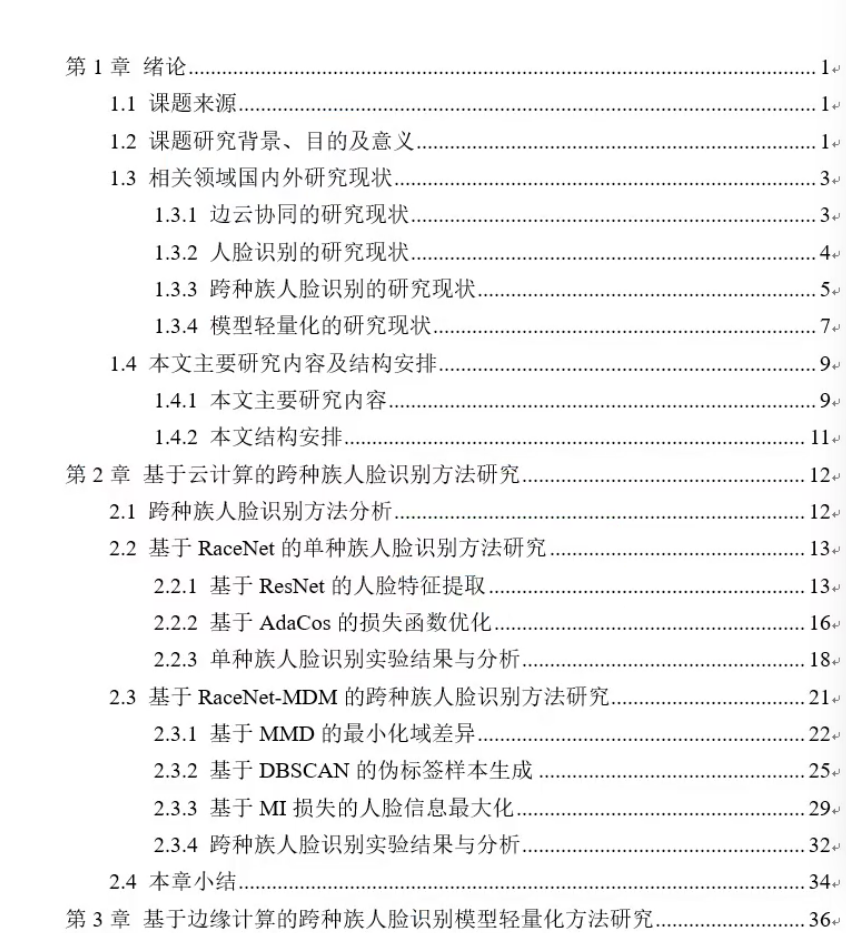 第 1 章 绪论........................................1
1.1 课题来源........................................1
1.2 课题研究背景、目的及意义........................................1
1.3 相关领域国内外研究现状........................................3
1.3.1 边云协同的研究现状........................................3
1.3.2 人脸识别的研究现状........................................4
1.3.3 跨种族人脸识别的研究现状........................................5
1.3.4 模型轻量化的研究现状........................................7
1.4 本文主要研究内容及结构安排........................................9
1.4.1 本文主要研究内容........................................9
1.4.2 本文结构安排........................................11
第 2 章 基于云计算的跨种族人脸识别方法研究........................................12
2.1 跨种族人脸识别方法分析........................................12
2.2 基于 RaceNet 的单种族人脸识别方法研究........................................13
2.2.1 基于 ResNet 的人脸特征提取........................................13
2.2.2 基于 AdaCos 的损失函数优化........................................16
2.2.3 单种族人脸识别实验结果与分析........................................18
2.3 基于 RaceNet-MDM 的跨种族人脸识别方法研究........................................21
2.3.1 基于 MMD 的最小化域差异........................................22
2.3.2 基于 DBSCAN 的伪标签样本生成........................................25
2.3.3 基于 MI 损失的人脸信息最大化........................................29
2.3.4 跨种族人脸识别实验结果与分析........................................32
2.4 本章小结........................................34
第 3 章 基于边缘计算的跨种族人脸识别模型轻量化方法研究........................................36